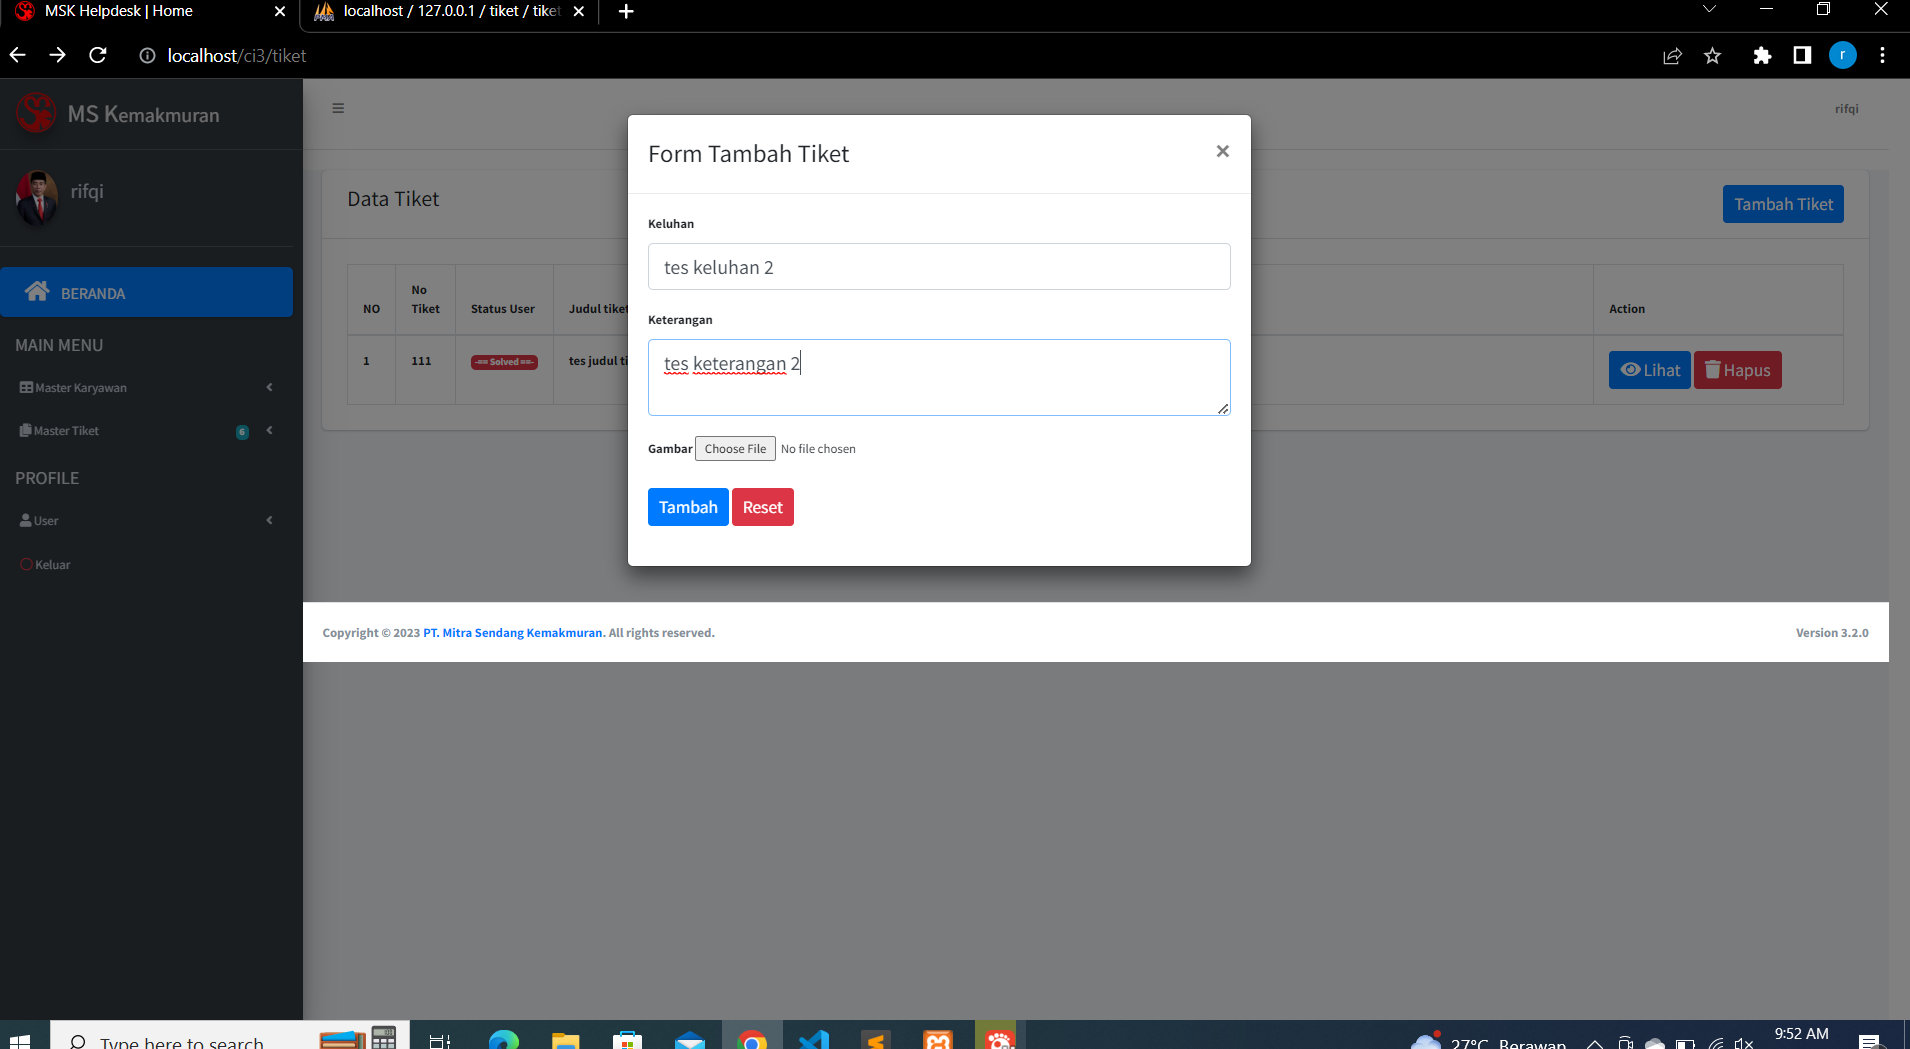 MSK Helpdesk | Home
localhost / 127.0.0.1 / tiket / tiket
localhost/ci3/tiket
r
MS Kemakmuran
rifqi
rifqi
BERANDA
MAIN MENU
Master Karyawan
Master Tiket
6
PROFILE
User
Keluar
Data Tiket
Tambah Tiket
NO
No Tiket
Status User
Judul tiket
Action
1
111
-== Solved ==-
tes judul ti
Lihat
Hapus
Form Tambah Tiket
×
Keluhan
tes keluhan 2
Keterangan
tes keterangan 2
Gambar Choose File No file chosen
Tambah
Reset
Copyright © 2023 PT. Mitra Sendang Kemakmuran. All rights reserved.
Version 3.2.0
Type here to search
27°C Berawan
9:52 AM